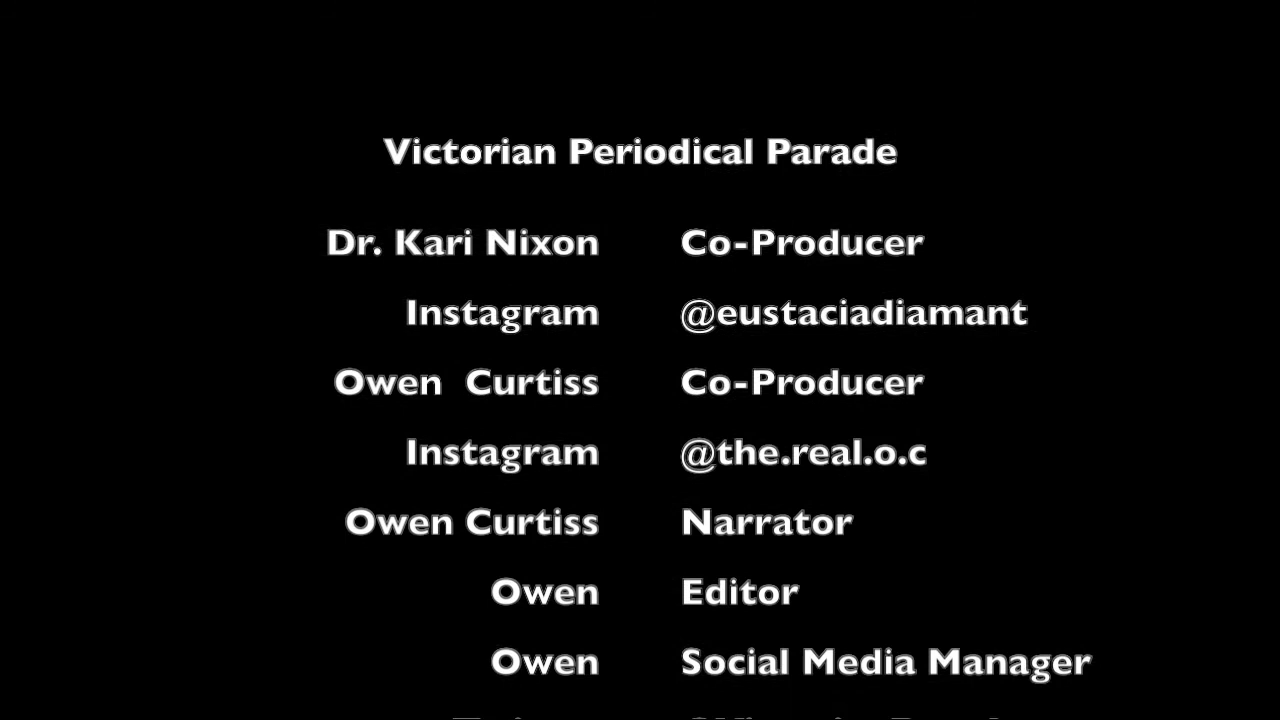 Victorian Periodical Parade
Dr. Kari Nixon Co-Producer
Instagram @eustaciadiamant
Owen  Curtiss Co-Producer
Instagram @the.real.o.c
Owen Curtiss Narrator
Owen Editor
Owen Social Media Manager